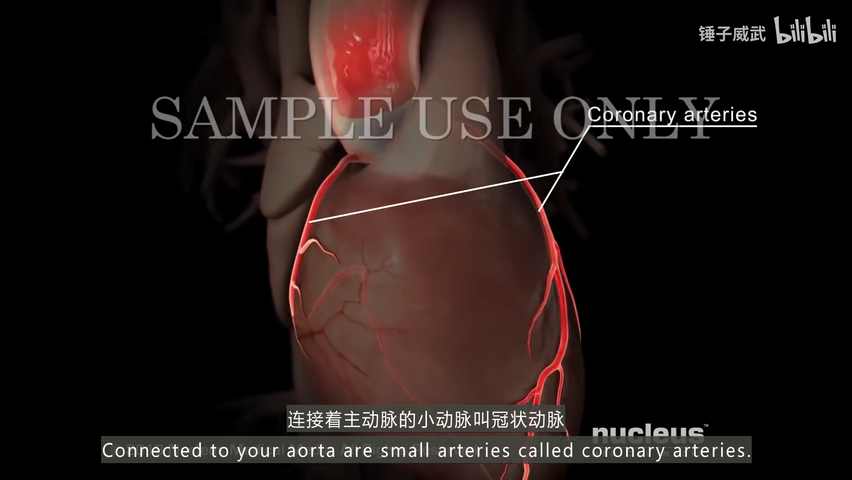 锤子威武 bilibili
SAMPLE USE ONLY
Coronary arteries
连接着主动脉的小动脉叫冠状动脉
nucleus™
Connected to your aorta are small arteries called coronary arteries.